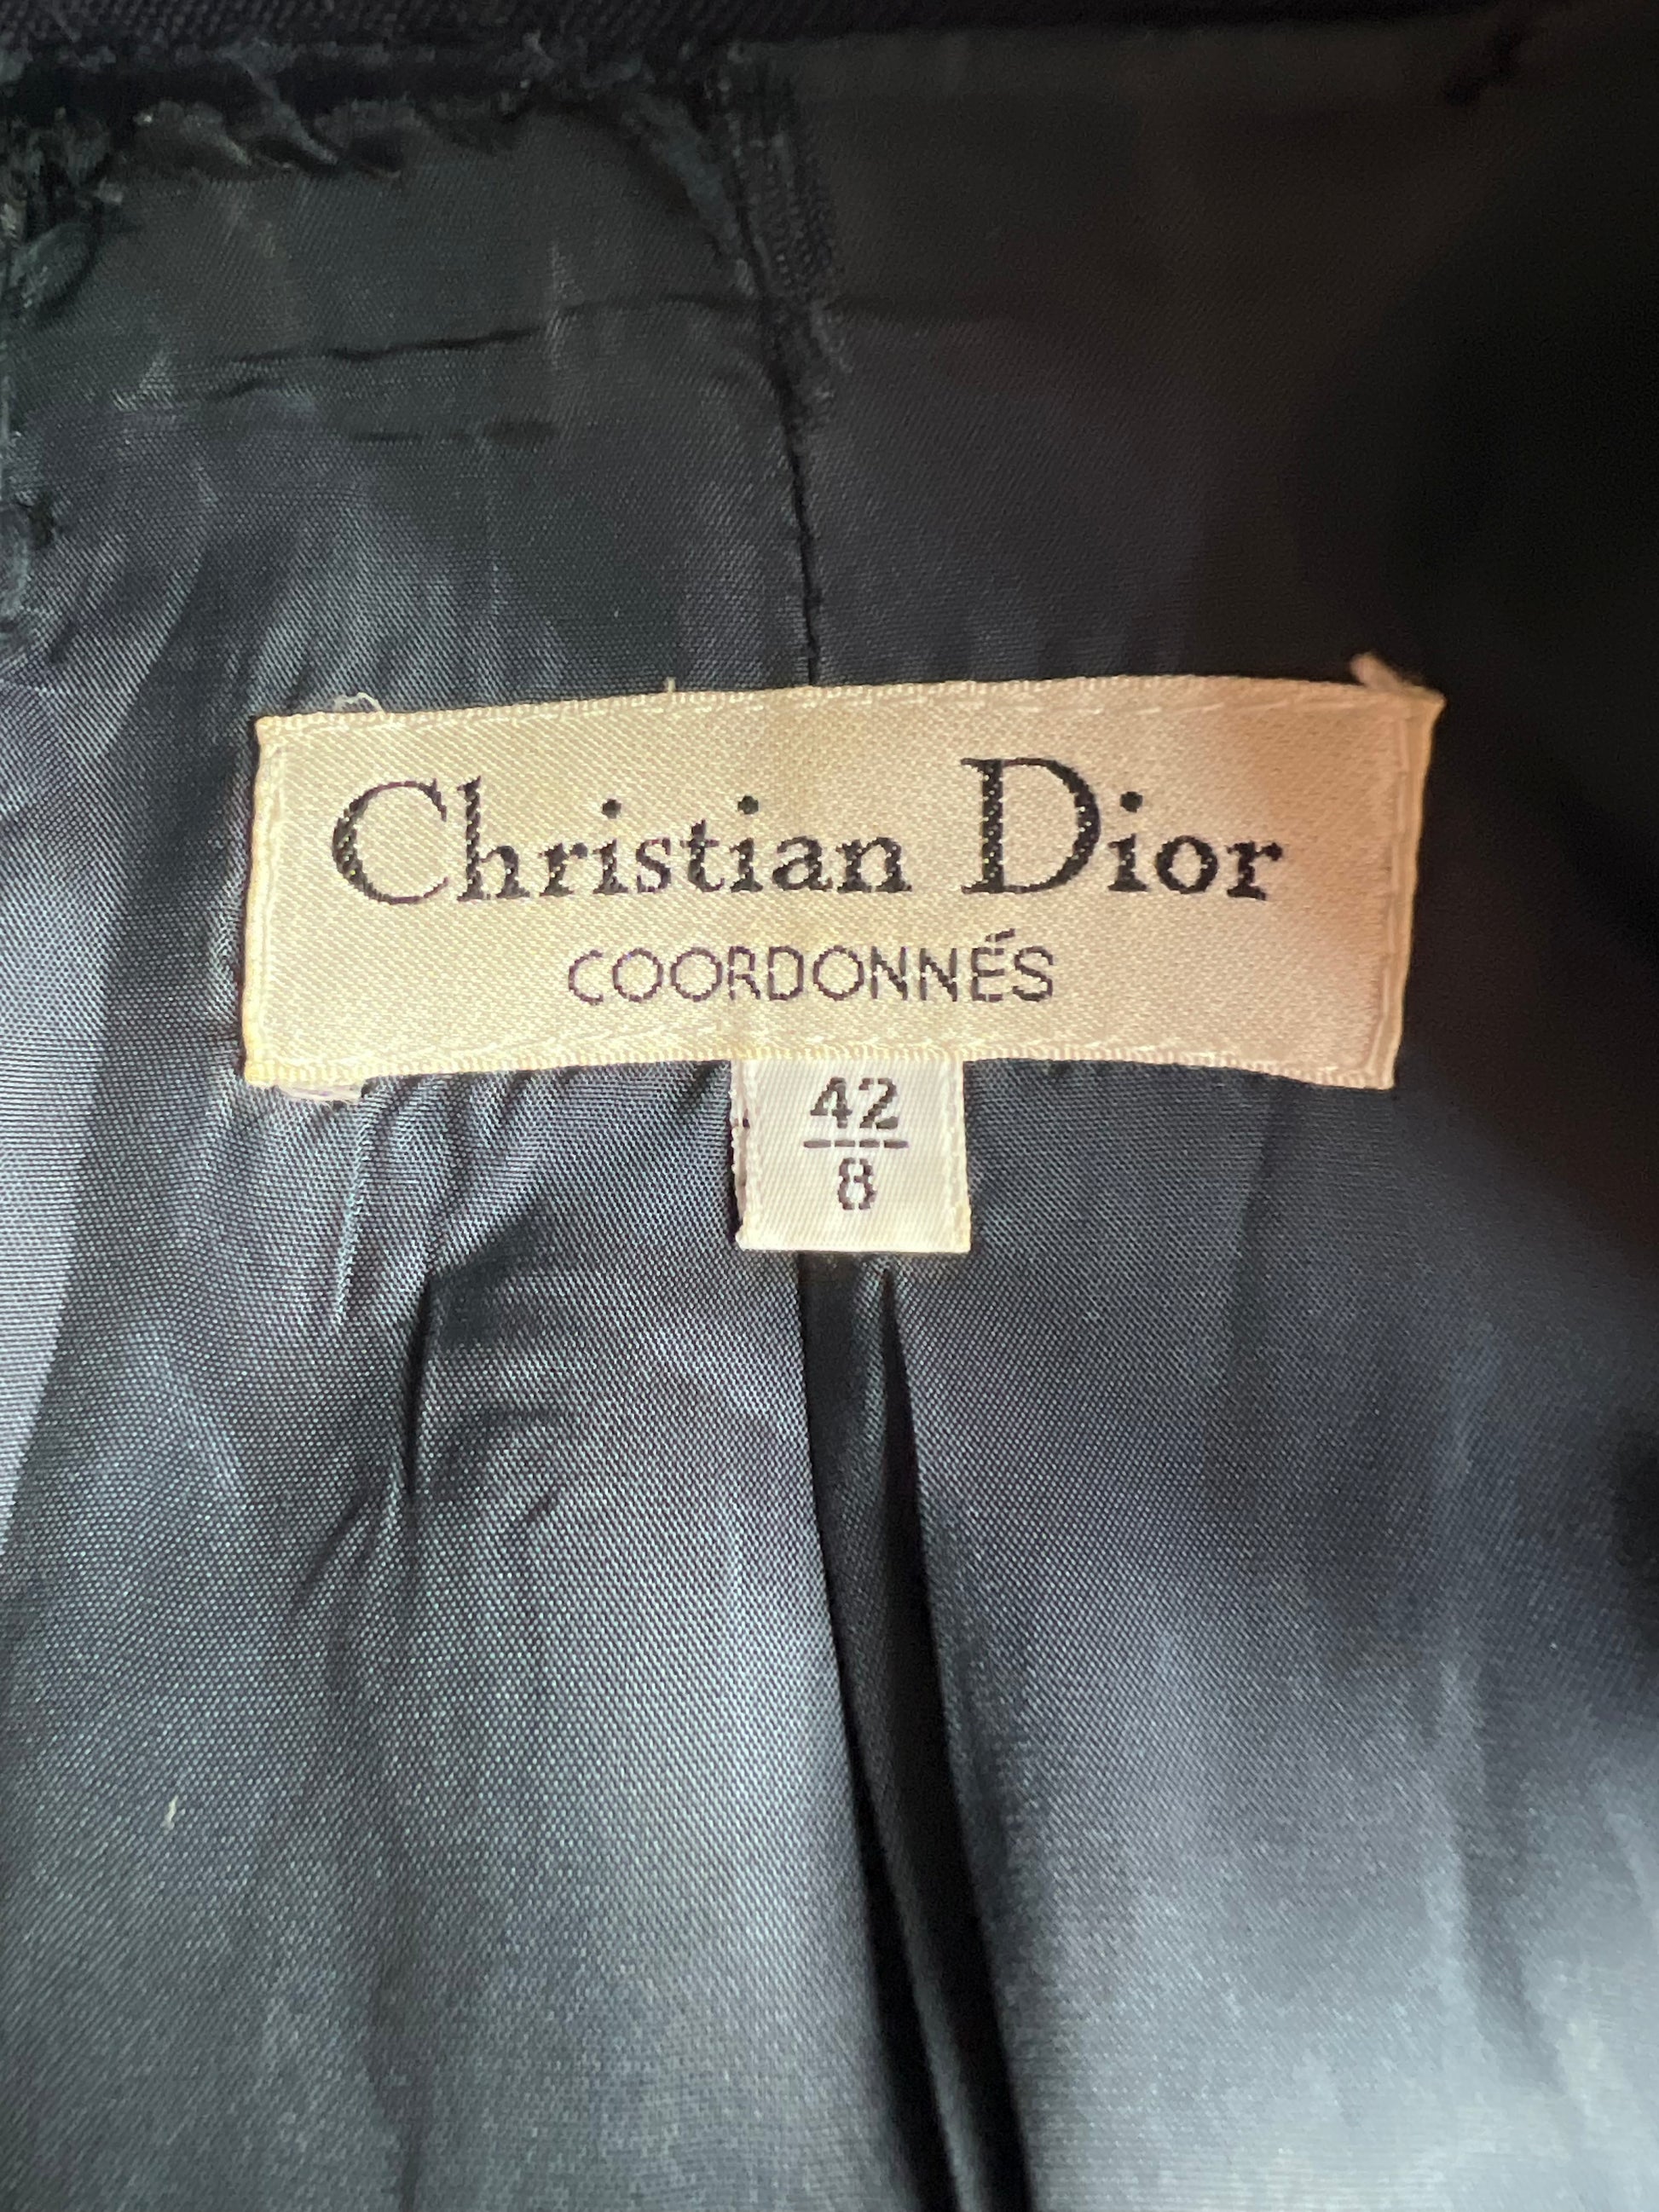 Christian Dior
COORDONNÉS
42
8